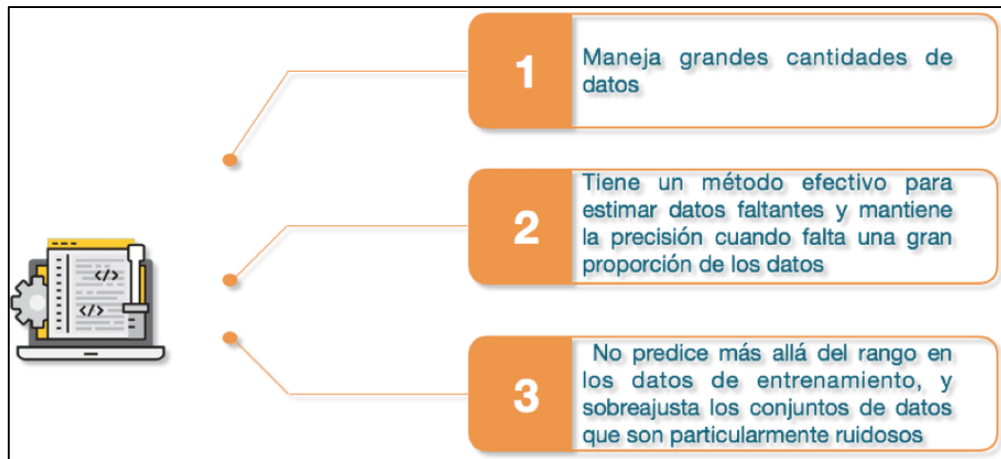 1
Maneja grandes cantidades de
datos
2
Tiene un método efectivo para
estimar datos faltantes y mantiene
la precisión cuando falta una gran
proporción de los datos
</>
</>
3
No predice más allá del rango en
los datos de entrenamiento, y
sobreajusta los conjuntos de datos
que son particularmente ruidosos